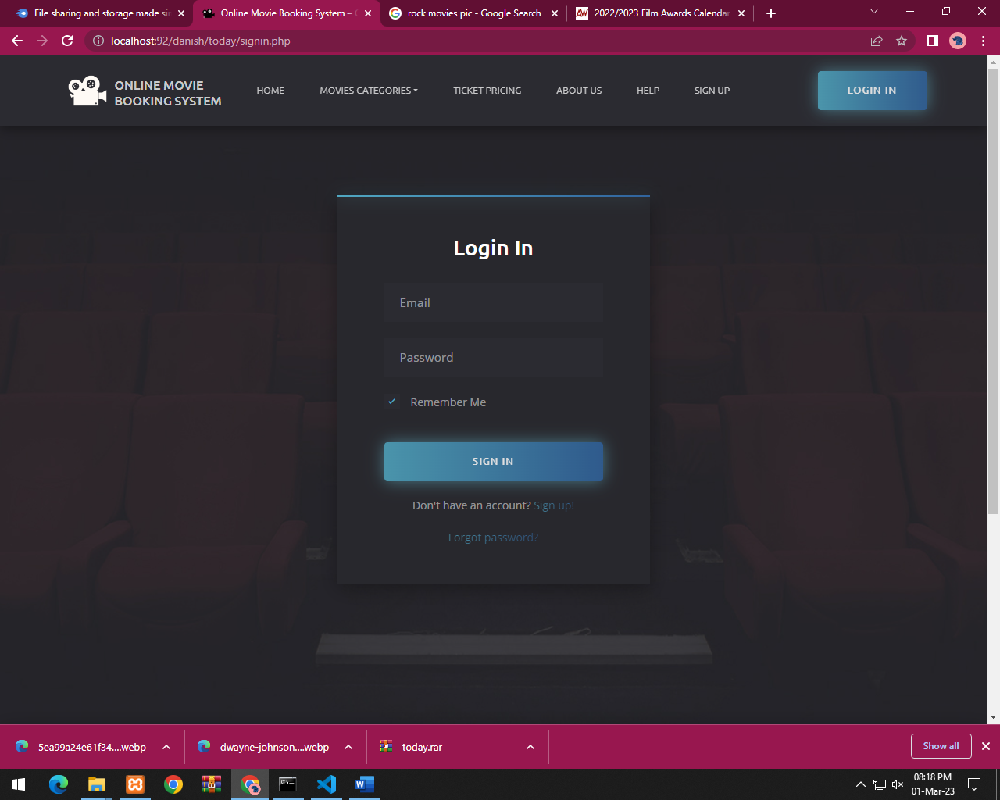 File sharing and storage made sir
Online Movie Booking System – C
rock movies pic - Google Search
AW 2022/2023 Film Awards Calendar
localhost:92/danish/today/signin.php
ONLINE MOVIE
BOOKING SYSTEM
HOME
MOVIES CATEGORIES
TICKET PRICING
ABOUT US
HELP
SIGN UP
LOGIN IN
Login In
Email
Password
Remember Me
SIGN IN
Don't have an account? Sign up!
Forgot password?
5ea99a24e61f34....webp
dwayne-johnson....webp
today.rar
Show all
08:18 PM
01-Mar-23